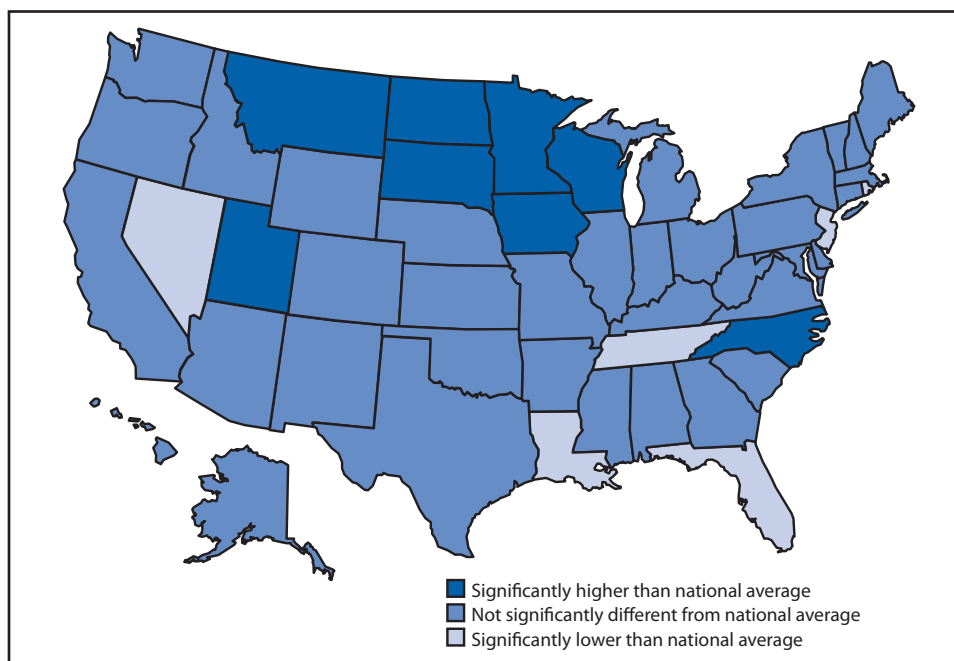 Significantly higher than national average
Not significantly different from national average
Significantly lower than national average